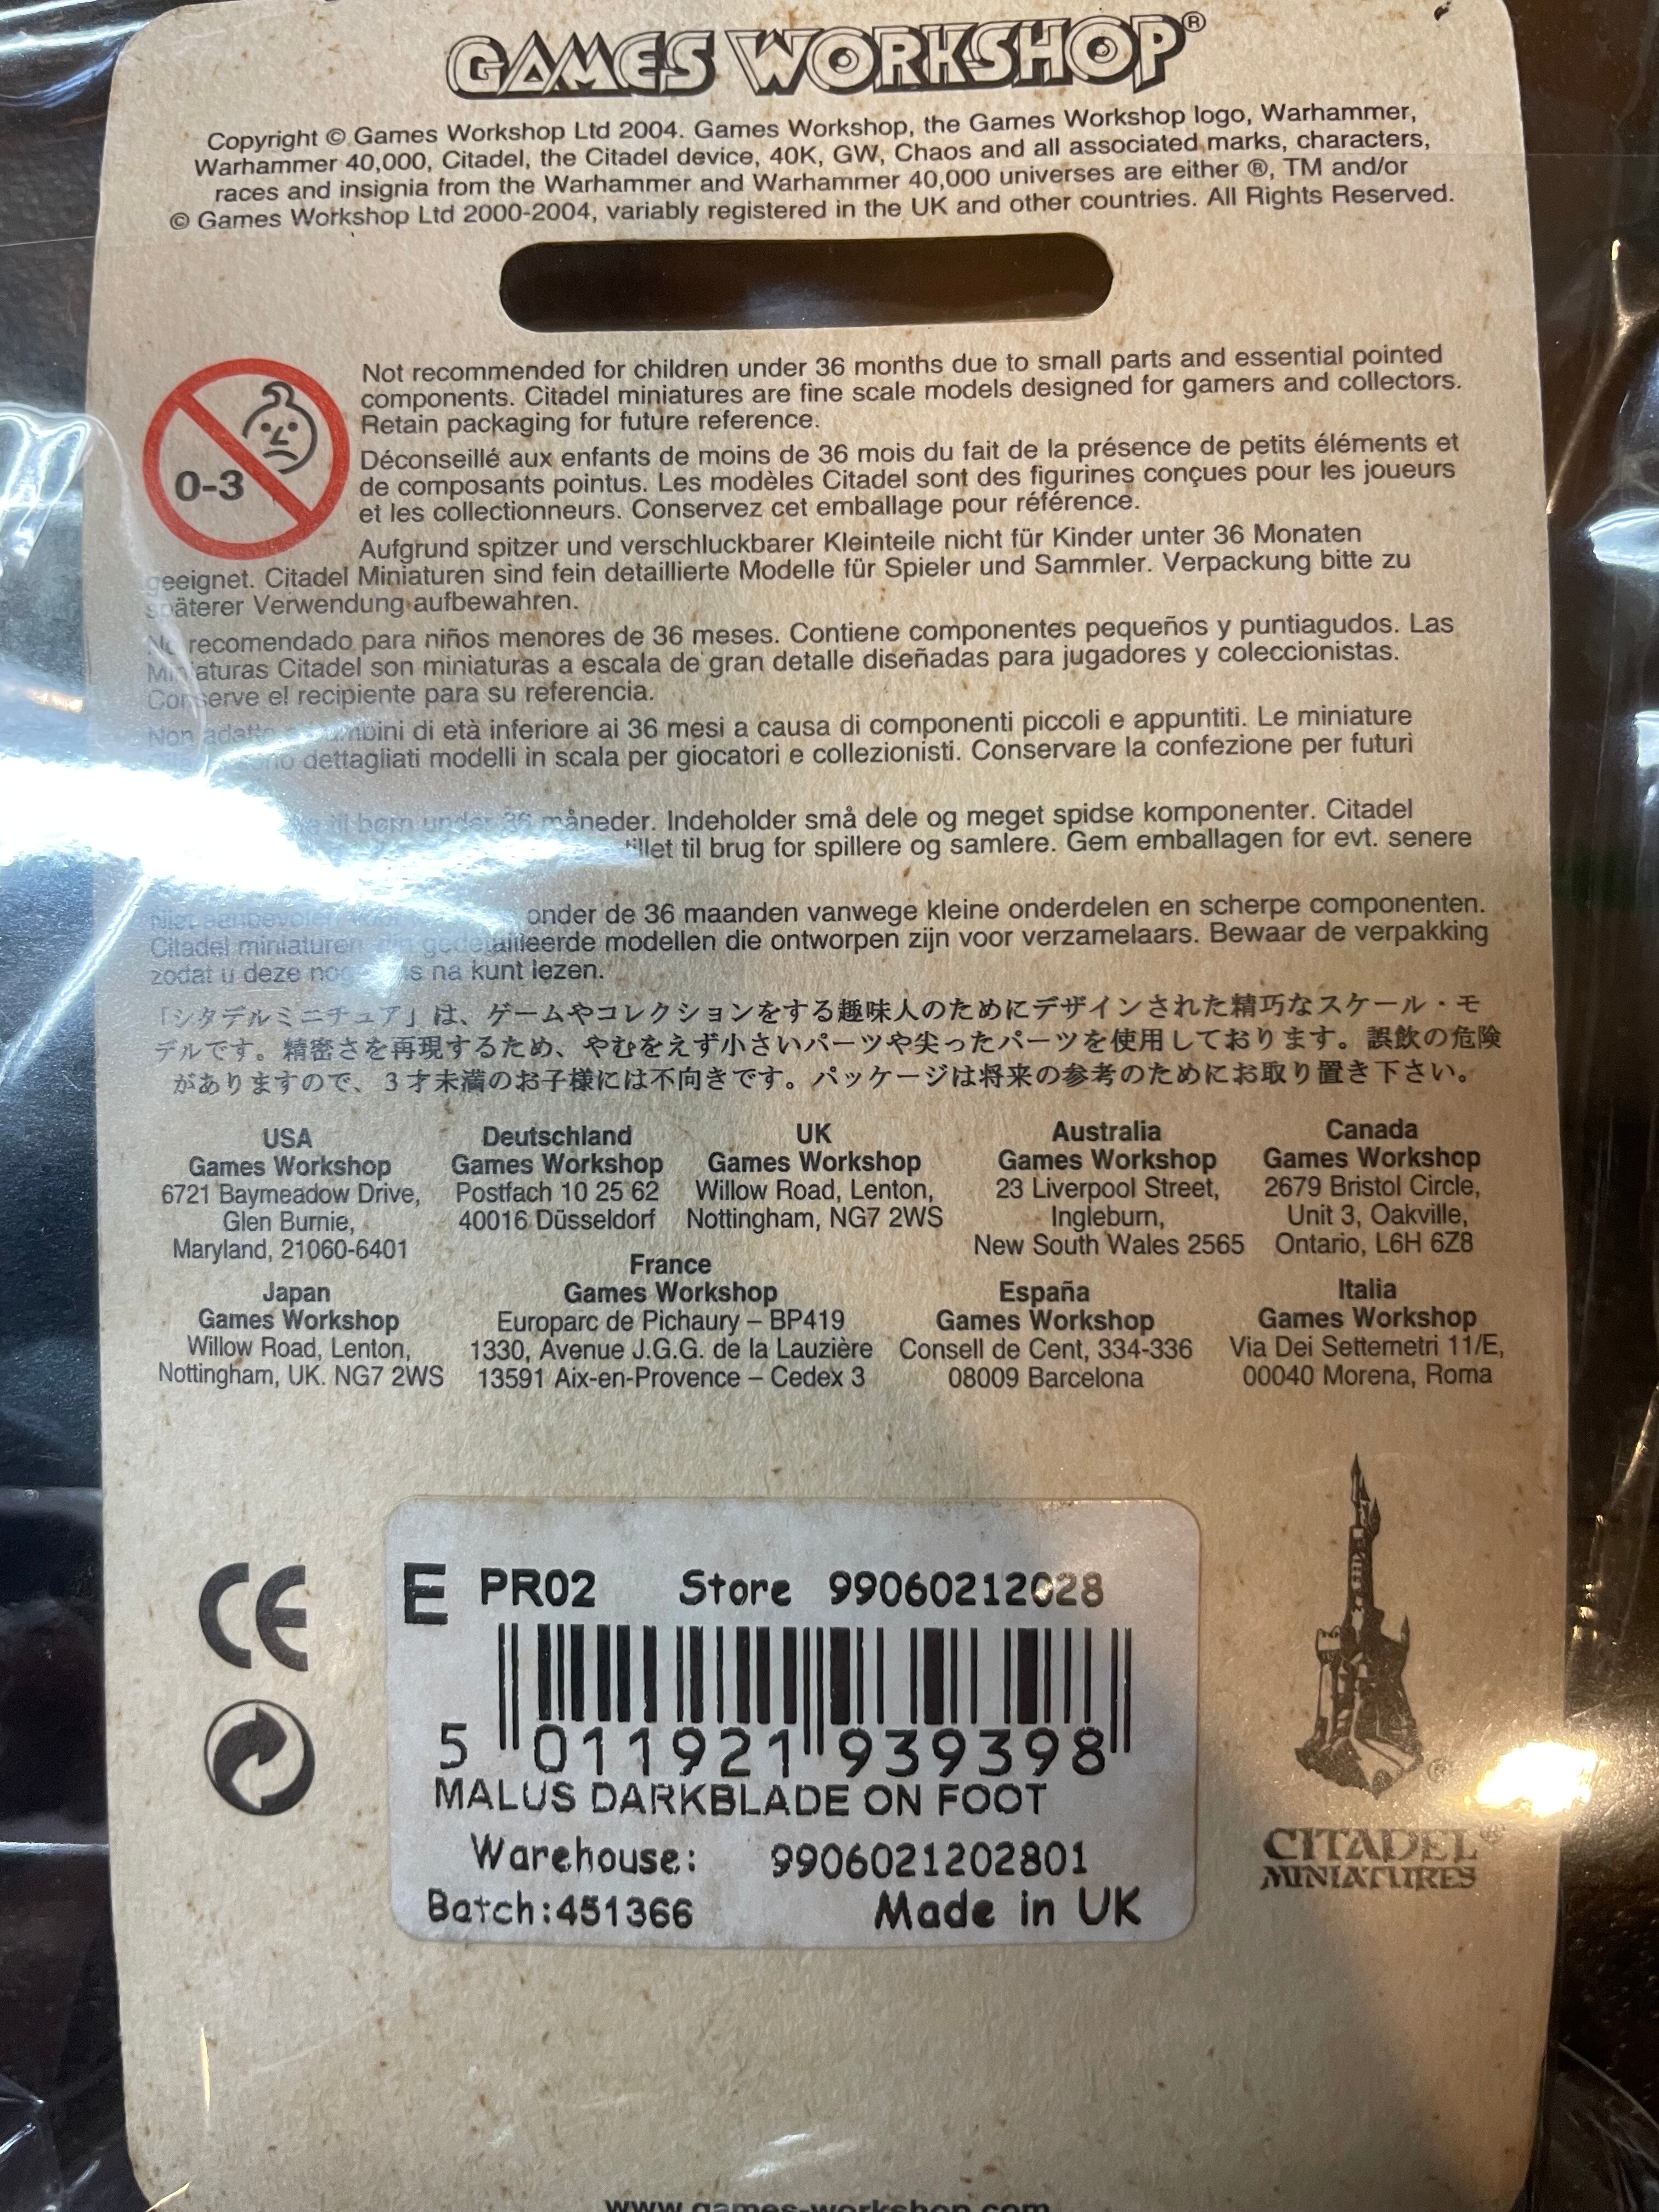 GAMES WORKSHOP®
Copyright © Games Workshop Ltd 2004. Games Workshop, the Games Workshop logo, Warhammer,
Warhammer 40,000, Citadel, the Citadel device, 40K, GW, Chaos and all associated marks, characters,
races and insignia from the Warhammer and Warhammer 40,000 universes are either ®, TM and/or
© Games Workshop Ltd 2000-2004, variably registered in the UK and other countries. All Rights Reserved.
0-3
Not recommended for children under 36 months due to small parts and essential pointed
components. Citadel miniatures are fine scale models designed for gamers and collectors.
Retain packaging for future reference.
Déconseillé aux enfants de moins de 36 mois du fait de la présence de petits éléments et
de composants pointus. Les modèles Citadel sont des figurines conçues pour les joueurs
et les collectionneurs. Conservez cet emballage pour référence.
Aufgrund spitzer und verschluckbarer Kleinteile nicht für Kinder unter 36 Monaten
geeignet. Citadel Miniaturen sind fein detaillierte Modelle für Spieler und Sammler. Verpackung bitte zu
späterer Verwendung aufbewahren.
No recomendado para niños menores de 36 meses. Contiene componentes pequeños y puntiagudos. Las
Miniaturas Citadel son miniaturas a escala de gran detalle diseñadas para jugadores y coleccionistas.
Conserve el recipiente para su referencia.
Non adatto a bambini di età inferiore ai 36 mesi a causa di componenti piccoli e appuntiti. Le miniature
dettagliati modelli in scala per giocatori e collezionisti. Conservare la confezione per futuri
til børn under 36 måneder. Indeholder små dele og meget spidse komponenter. Citadel
til brug for spillere og samlere. Gem emballagen for evt. senere
onder de 36 maanden vanwege kleine onderdelen en scherpe componenten.
Citadel miniaturen zijn gedetailleerde modellen die ontworpen zijn voor verzamelaars. Bewaar de verpakking
zodat u deze na kunt lezen.
「シタデルミニチュア」は、ゲームやコレクションをする趣味人のためにデザインされた精巧なスケール・モ
デルです。精密さを再現するため、やむをえず小さいパーツや尖ったパーツを使用しております。誤飲の危険
がありますので、３才未満のお子様には不向きです。パッケージは将来の参考のためにお取り置き下さい。
USA
Games Workshop
6721 Baymeadow Drive,
Glen Burnie,
Maryland, 21060-6401
Deutschland
Games Workshop
Postfach 10 25 62
40016 Düsseldorf
UK
Games Workshop
Willow Road, Lenton,
Nottingham, NG7 2WS
Australia
Games Workshop
23 Liverpool Street,
Ingleburn,
New South Wales 2565
Canada
Games Workshop
2679 Bristol Circle,
Unit 3, Oakville,
Ontario, L6H 6Z8
Japan
Games Workshop
Willow Road, Lenton,
Nottingham, UK. NG7 2WS
France
Games Workshop
Europarc de Pichaury – BP419
1330, Avenue J.G.G. de la Lauzière
13591 Aix-en-Provence – Cedex 3
España
Games Workshop
Consell de Cent, 334-336
08009 Barcelona
Italia
Games Workshop
Via Dei Settemetri 11/E,
00040 Morena, Roma
CE
E PR02 Store 99060212028
5 011921 939398
MALUS DARKBLADE ON FOOT
Warehouse: 9906021202801
Batch:451366 Made in UK
CITADEL®
MINIATURES
www.games-workshop.com